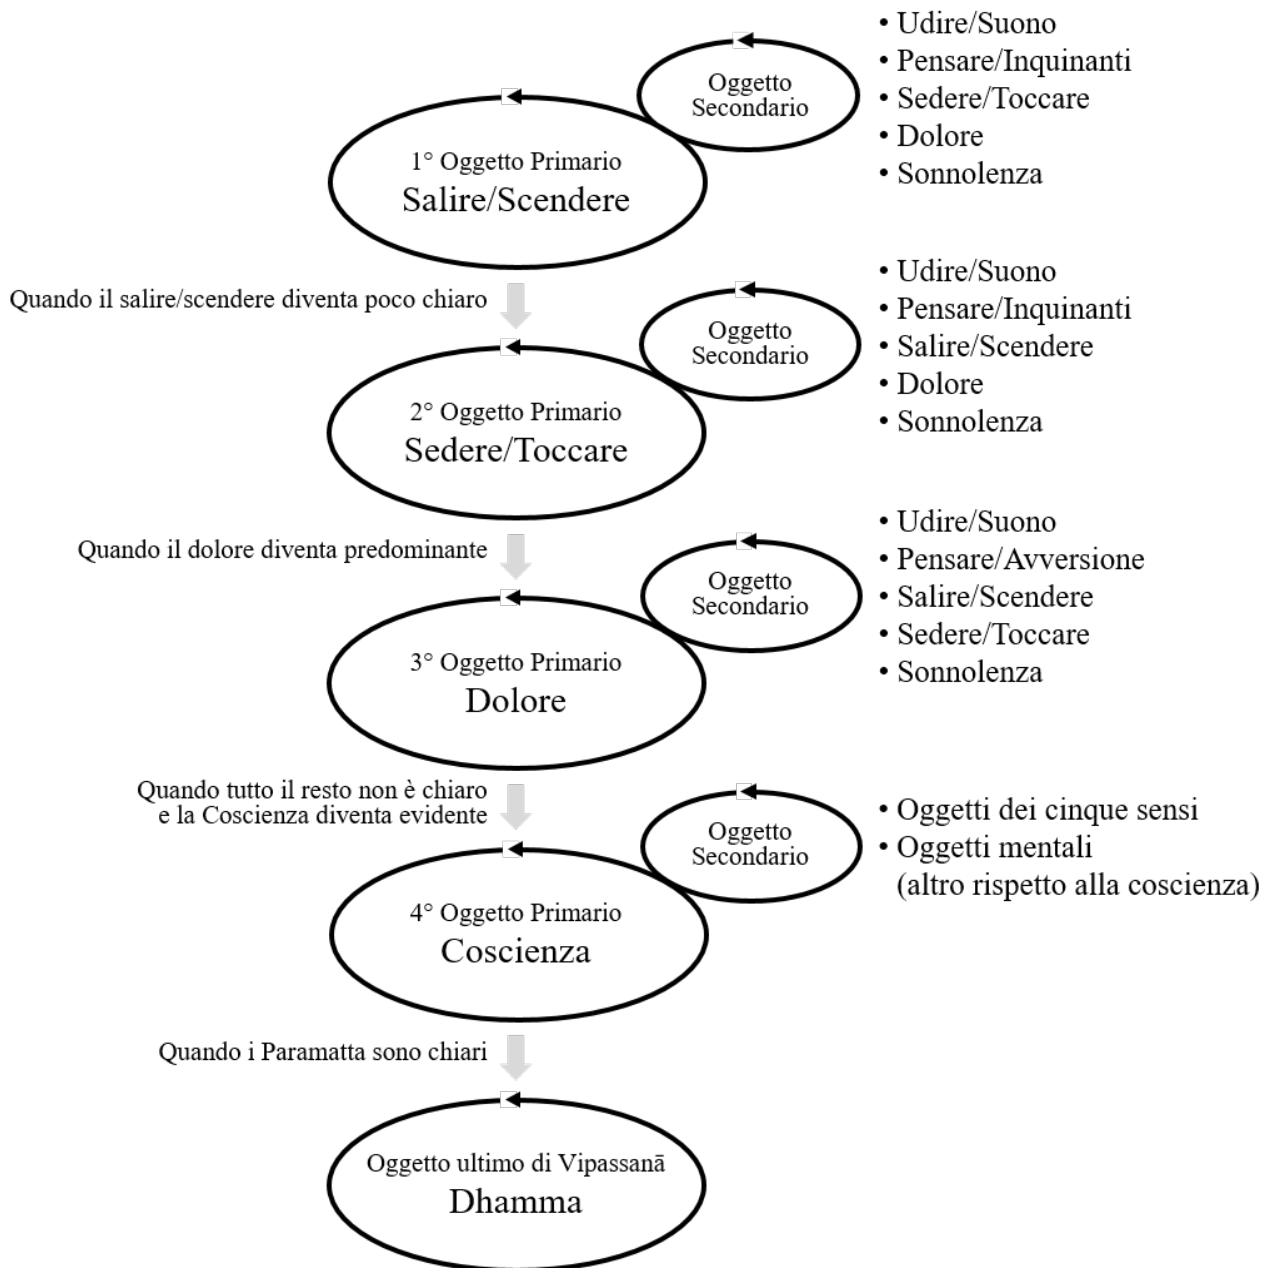 Oggetto
Secondario
• Udire/Suono
• Pensare/Inquinanti
• Sedere/Toccare
• Dolore
• Sonnolenza
1° Oggetto Primario
Salire/Scendere
Quando il salire/scendere diventa poco chiaro
Oggetto
Secondario
• Udire/Suono
• Pensare/Inquinanti
• Salire/Scendere
• Dolore
• Sonnolenza
2° Oggetto Primario
Sedere/Toccare
Quando il dolore diventa predominante
Oggetto
Secondario
• Udire/Suono
• Pensare/Avversione
• Salire/Scendere
• Sedere/Toccare
• Sonnolenza
3° Oggetto Primario
Dolore
Quando tutto il resto non è chiaro
e la Coscienza diventa evidente
Oggetto
Secondario
• Oggetti dei cinque sensi
• Oggetti mentali
(altro rispetto alla coscienza)
4° Oggetto Primario
Coscienza
Quando i Paramatta sono chiari
Oggetto ultimo di Vipassanā
Dhamma